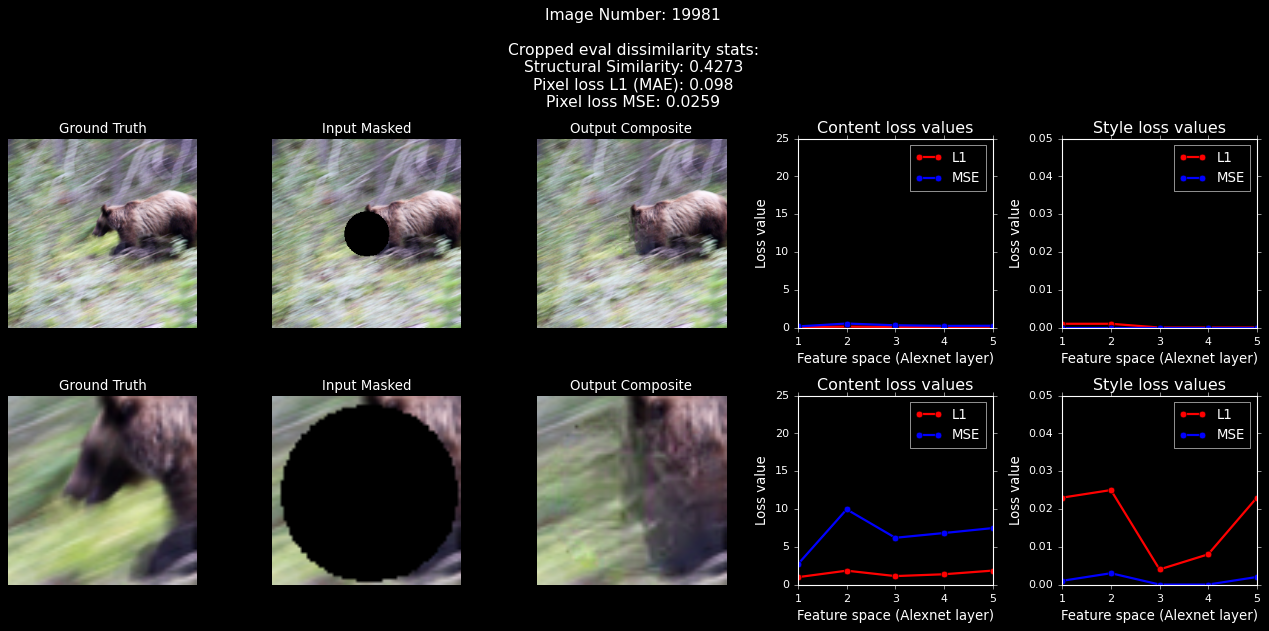 Image Number: 19981
Cropped eval dissimilarity stats:
Structural Similarity: 0.4273
Pixel loss L1 (MAE): 0.098
Pixel loss MSE: 0.0259
Ground Truth
Input Masked
Output Composite
Content loss values
25
20
15
10
5
0
Loss value
L1
MSE
1 2 3 4 5
Feature space (Alexnet layer)
Style loss values
0.05
0.04
0.03
0.02
0.01
0.00
Loss value
L1
MSE
1 2 3 4 5
Feature space (Alexnet layer)
Ground Truth
Input Masked
Output Composite
Content loss values
25
20
15
10
5
0
Loss value
L1
MSE
1 2 3 4 5
Feature space (Alexnet layer)
Style loss values
0.05
0.04
0.03
0.02
0.01
0.00
Loss value
L1
MSE
1 2 3 4 5
Feature space (Alexnet layer)